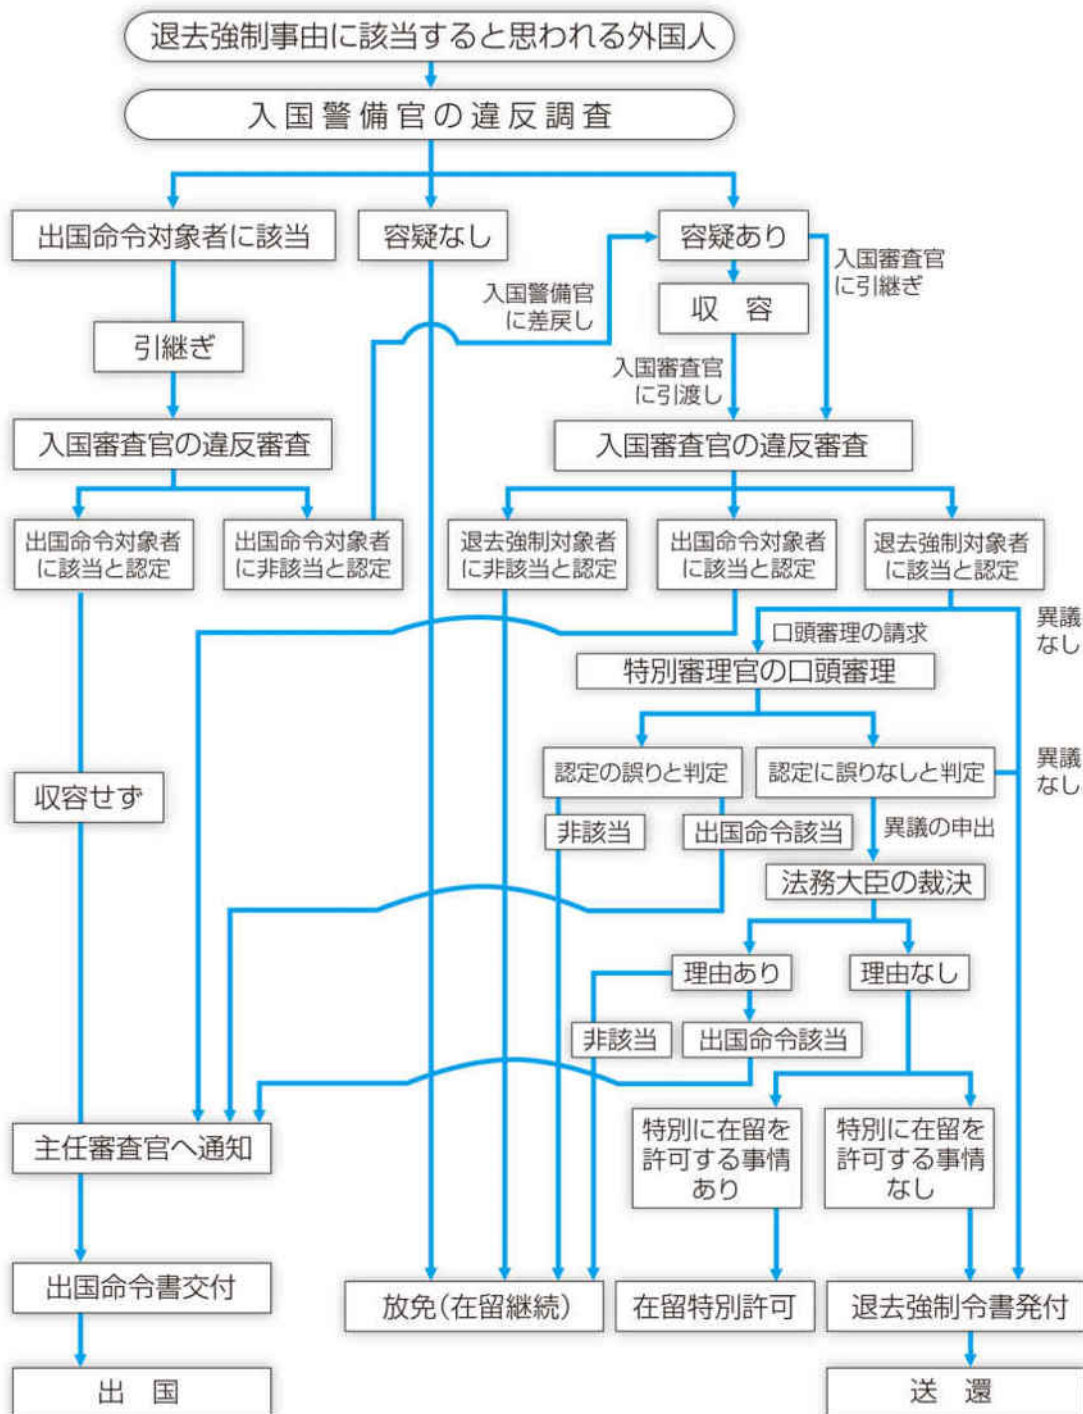 退去強制事由に該当すると思われる外国人
入国警備官の違反調査
出国命令対象者に該当
容疑なし
容疑あり
入国審査官
に引継ぎ
入国警備官
に差戻し
収 容
引継ぎ
入国審査官
に引渡し
入国審査官の違反審査
入国審査官の違反審査
出国命令対象者
に該当と認定
出国命令対象者
に非該当と認定
退去強制対象者
に非該当と認定
出国命令対象者
に該当と認定
退去強制対象者
に該当と認定
異議
なし
口頭審理の請求
特別審理官の口頭審理
認定の誤りと判定
認定に誤りなしと判定
異議
なし
収容せず
非該当
出国命令該当
異議の申出
法務大臣の裁決
理由あり
理由なし
非該当
出国命令該当
主任審査官へ通知
特別に在留を
許可する事情
あり
特別に在留を
許可する事情
なし
出国命令書交付
放免(在留継続)
在留特別許可
退去強制令書発付
出 国
送 還